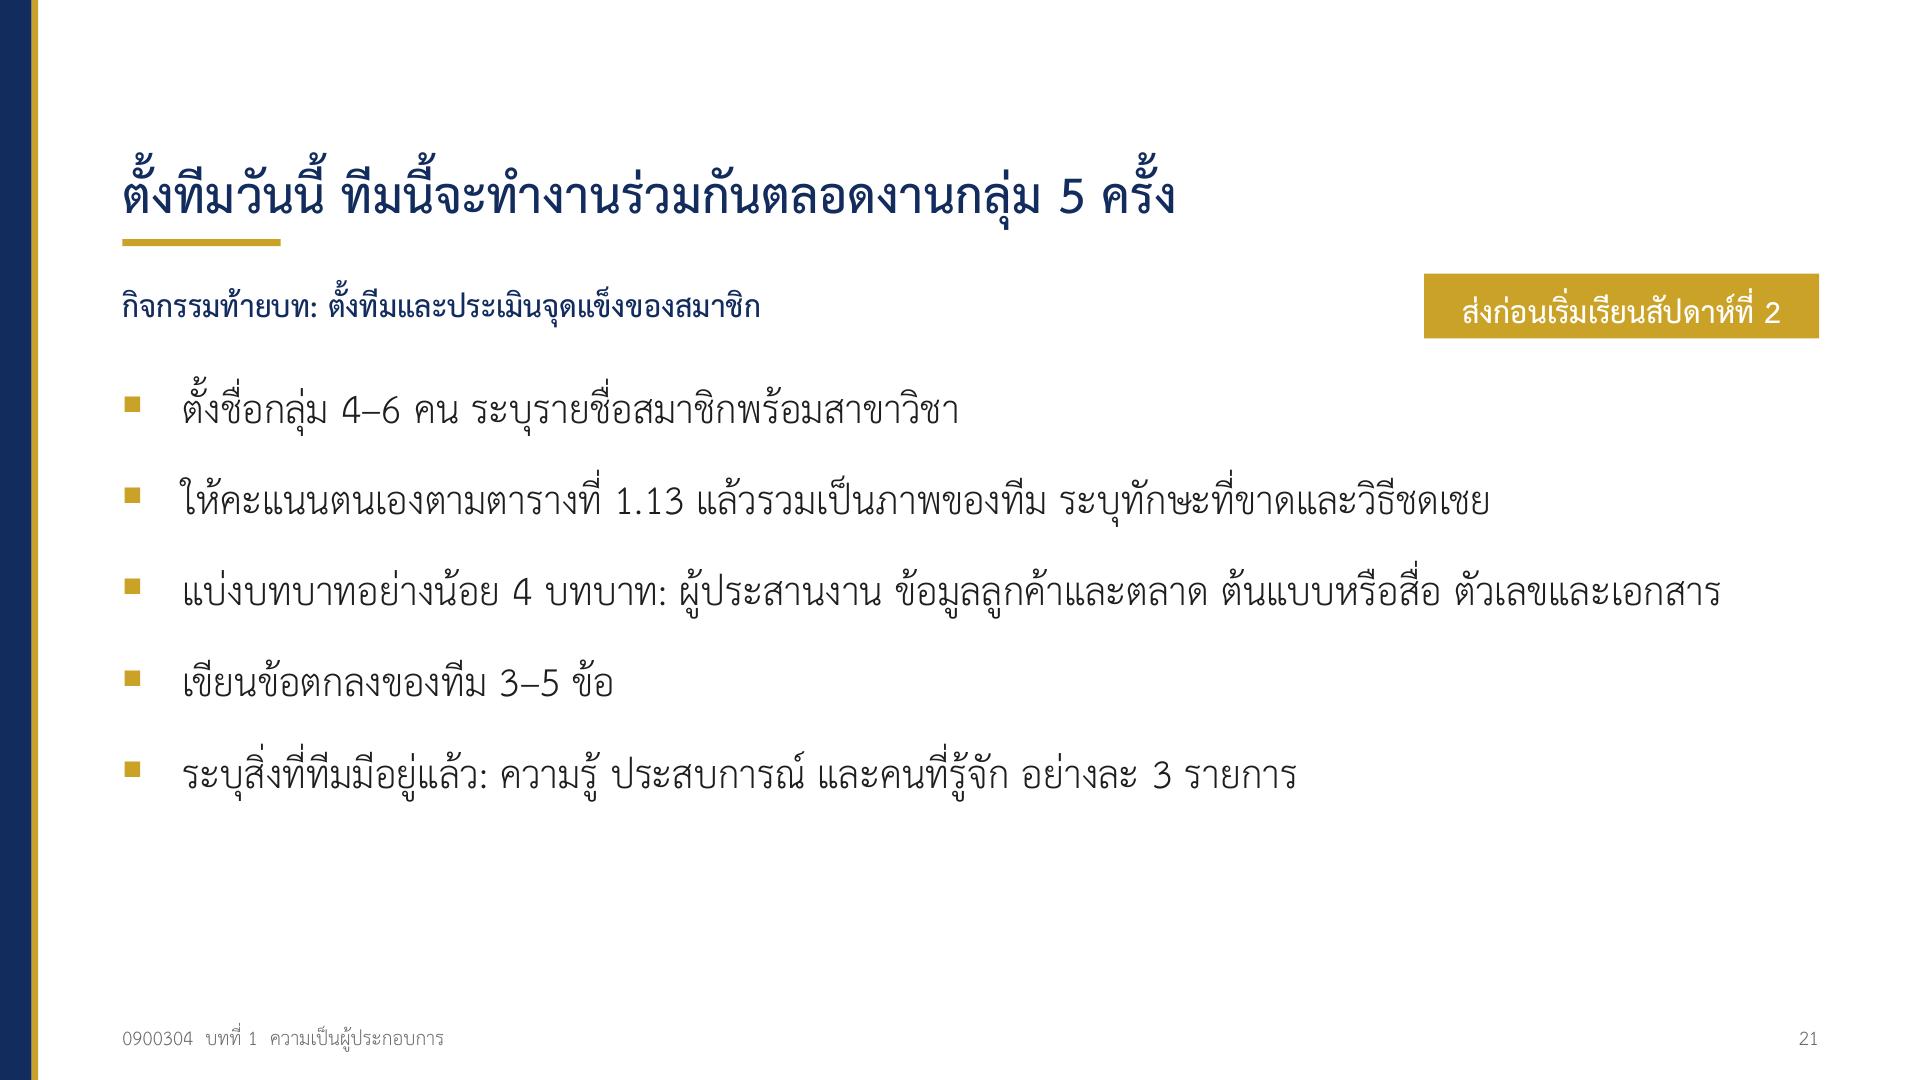 ตั้งทีมวันนี้ ทีมนี้จะทำงานร่วมกันตลอดงานกลุ่ม 5 ครั้ง
กิจกรรมท้ายบท: ตั้งทีมและประเมินจุดแข็งของสมาชิก
ส่งก่อนเริ่มเรียนสัปดาห์ที่ 2
▪ ตั้งชื่อกลุ่ม 4–6 คน ระบุรายชื่อสมาชิกพร้อมสาขาวิชา
▪ ให้คะแนนตนเองตามตารางที่ 1.13 แล้วรวมเป็นภาพของทีม ระบุทักษะที่ขาดและวิธีชดเชย
▪ แบ่งบทบาทอย่างน้อย 4 บทบาท: ผู้ประสานงาน ข้อมูลลูกค้าและตลาด ต้นแบบหรือสื่อ ตัวเลขและเอกสาร
▪ เขียนข้อตกลงของทีม 3–5 ข้อ
▪ ระบุสิ่งที่ทีมมีอยู่แล้ว: ความรู้ ประสบการณ์ และคนที่รู้จัก อย่างละ 3 รายการ
0900304 บทที่ 1 ความเป็นผู้ประกอบการ
21